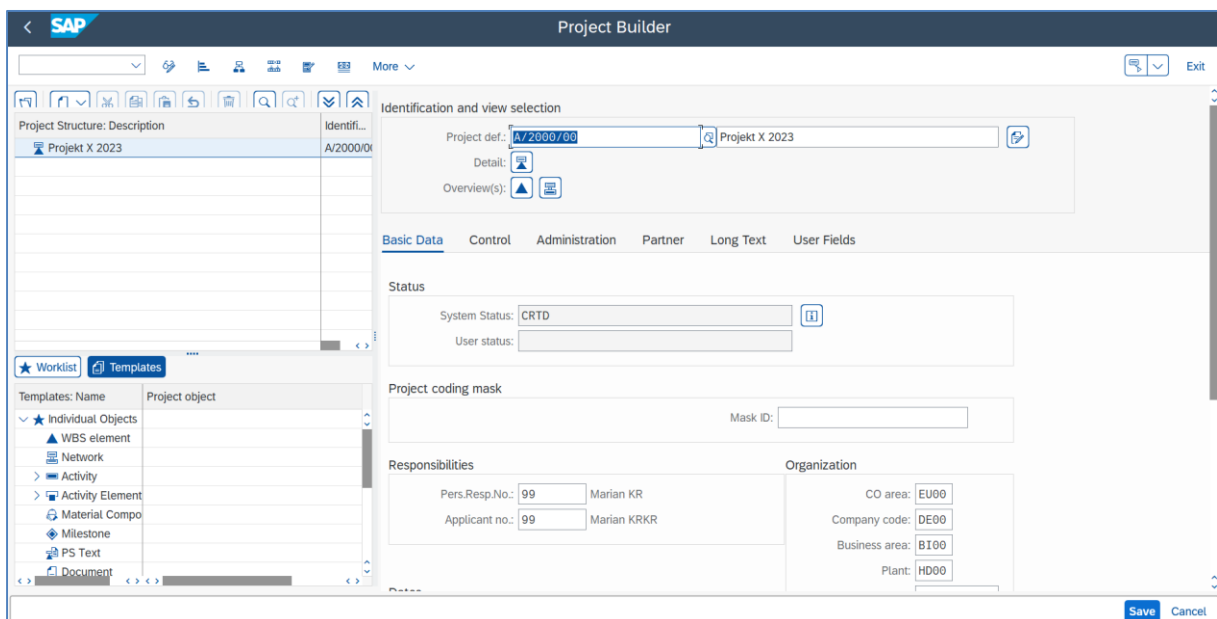 SAP Project Builder
More Exit
Project Structure: Description Identifi...
Projekt X 2023 A/2000/00
Worklist Templates
Templates: Name Project object
Individual Objects
WBS element
Network
Activity
Activity Element
Material Compo
Milestone
PS Text
Document
Identification and view selection
Project def.: A/2000/00 Projekt X 2023
Detail:
Overview(s):
Basic Data Control Administration Partner Long Text User Fields
Status
System Status: CRTD
User status:
Project coding mask
Mask ID:
Responsibilities
Pers.Resp.No.: 99 Marian KR
Applicant no.: 99 Marian KRKR
Organization
CO area: EU00
Company code: DE00
Business area: BI00
Plant: HD00
Dates
Save Cancel